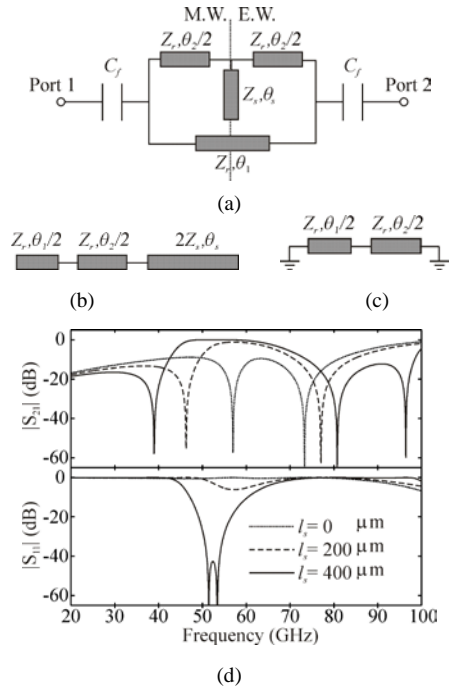 M.W. E.W.
Z_r,θ_2/2 Z_r,θ_2/2
C_f C_f
Port 1 Z_s,θ_s Port 2
Z_r,θ_1
(a)
Z_r,θ_1/2 Z_r,θ_2/2 2Z_s,θ_s
Z_r,θ_1/2 Z_r,θ_2/2
(b) (c)
0
-20
-40
-60
|S_21| (dB)
0
-20
-40
-60
|S_11| (dB)
l_s= 0 μm
l_s= 200 μm
l_s= 400 μm
20 30 40 50 60 70 80 90 100
Frequency (GHz)
(d)